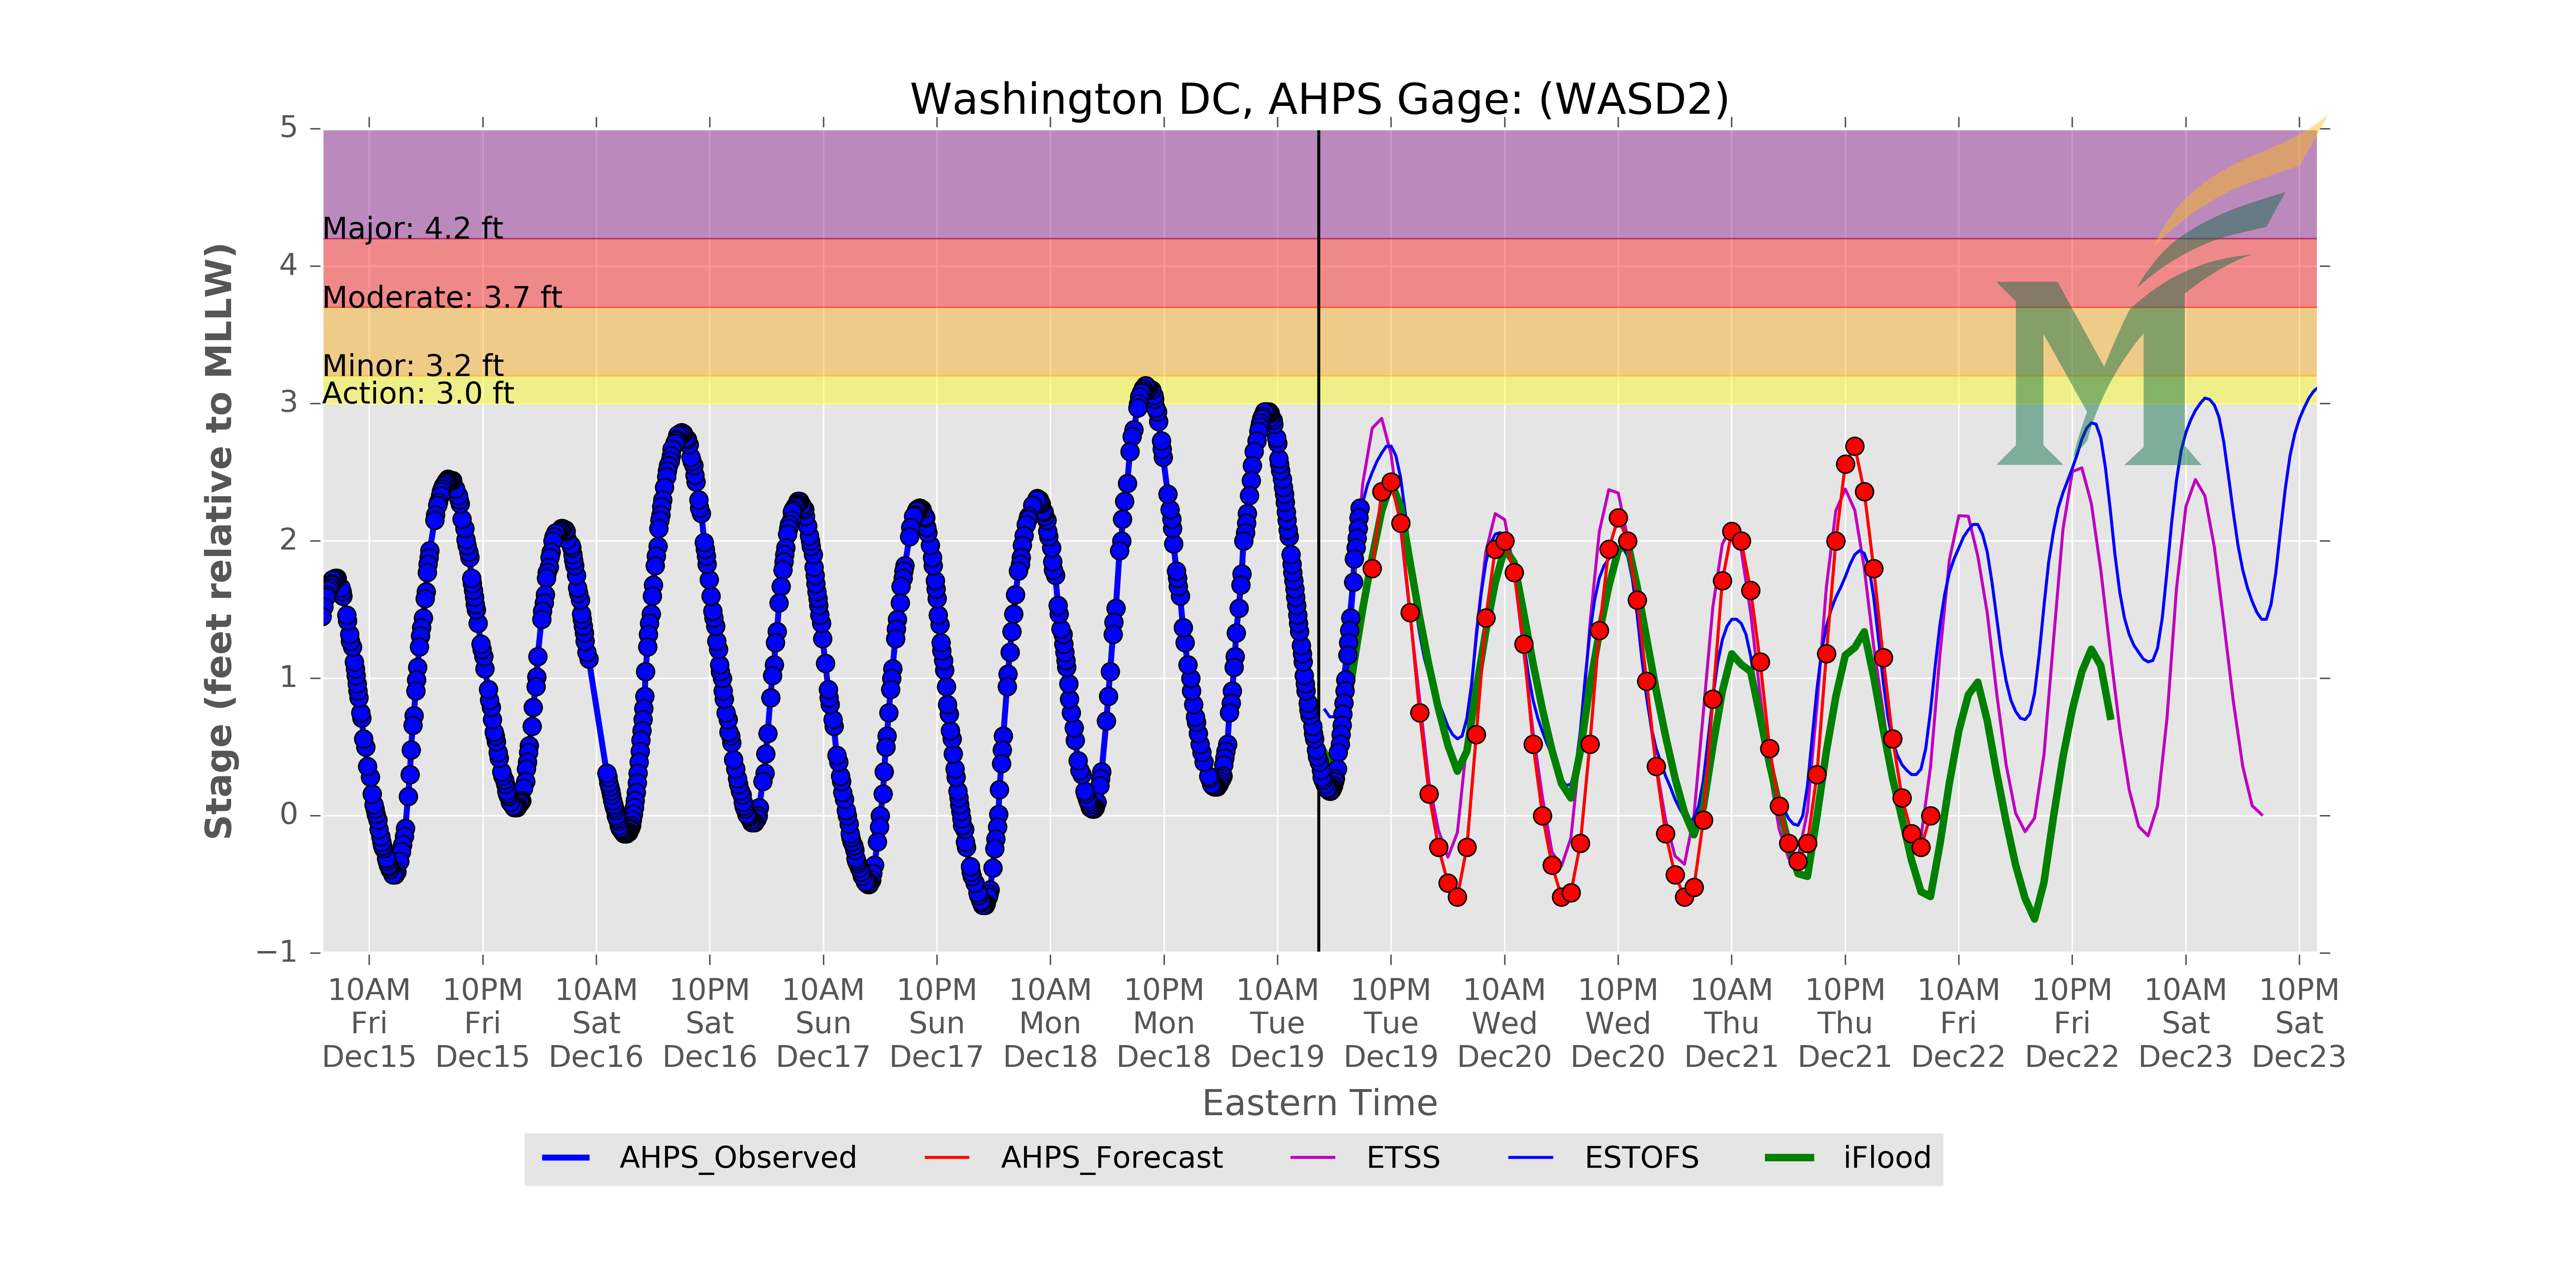 Washington DC, AHPS Gage: (WASD2)
Stage (feet relative to MLLW)
5
4
3
2
1
0
−1
Major: 4.2 ft
Moderate: 3.7 ft
Minor: 3.2 ft
Action: 3.0 ft
M
10AM 10PM 10AM 10PM 10AM 10PM 10AM 10PM 10AM 10PM 10AM 10PM 10AM 10PM 10AM 10PM 10AM 10PM
Fri Fri Sat Sat Sun Sun Mon Mon Tue Tue Wed Wed Thu Thu Fri Fri Sat Sat
Dec15 Dec15 Dec16 Dec16 Dec17 Dec17 Dec18 Dec18 Dec19 Dec19 Dec20 Dec20 Dec21 Dec21 Dec22 Dec22 Dec23 Dec23
Eastern Time
AHPS_Observed AHPS_Forecast ETSS ESTOFS iFlood